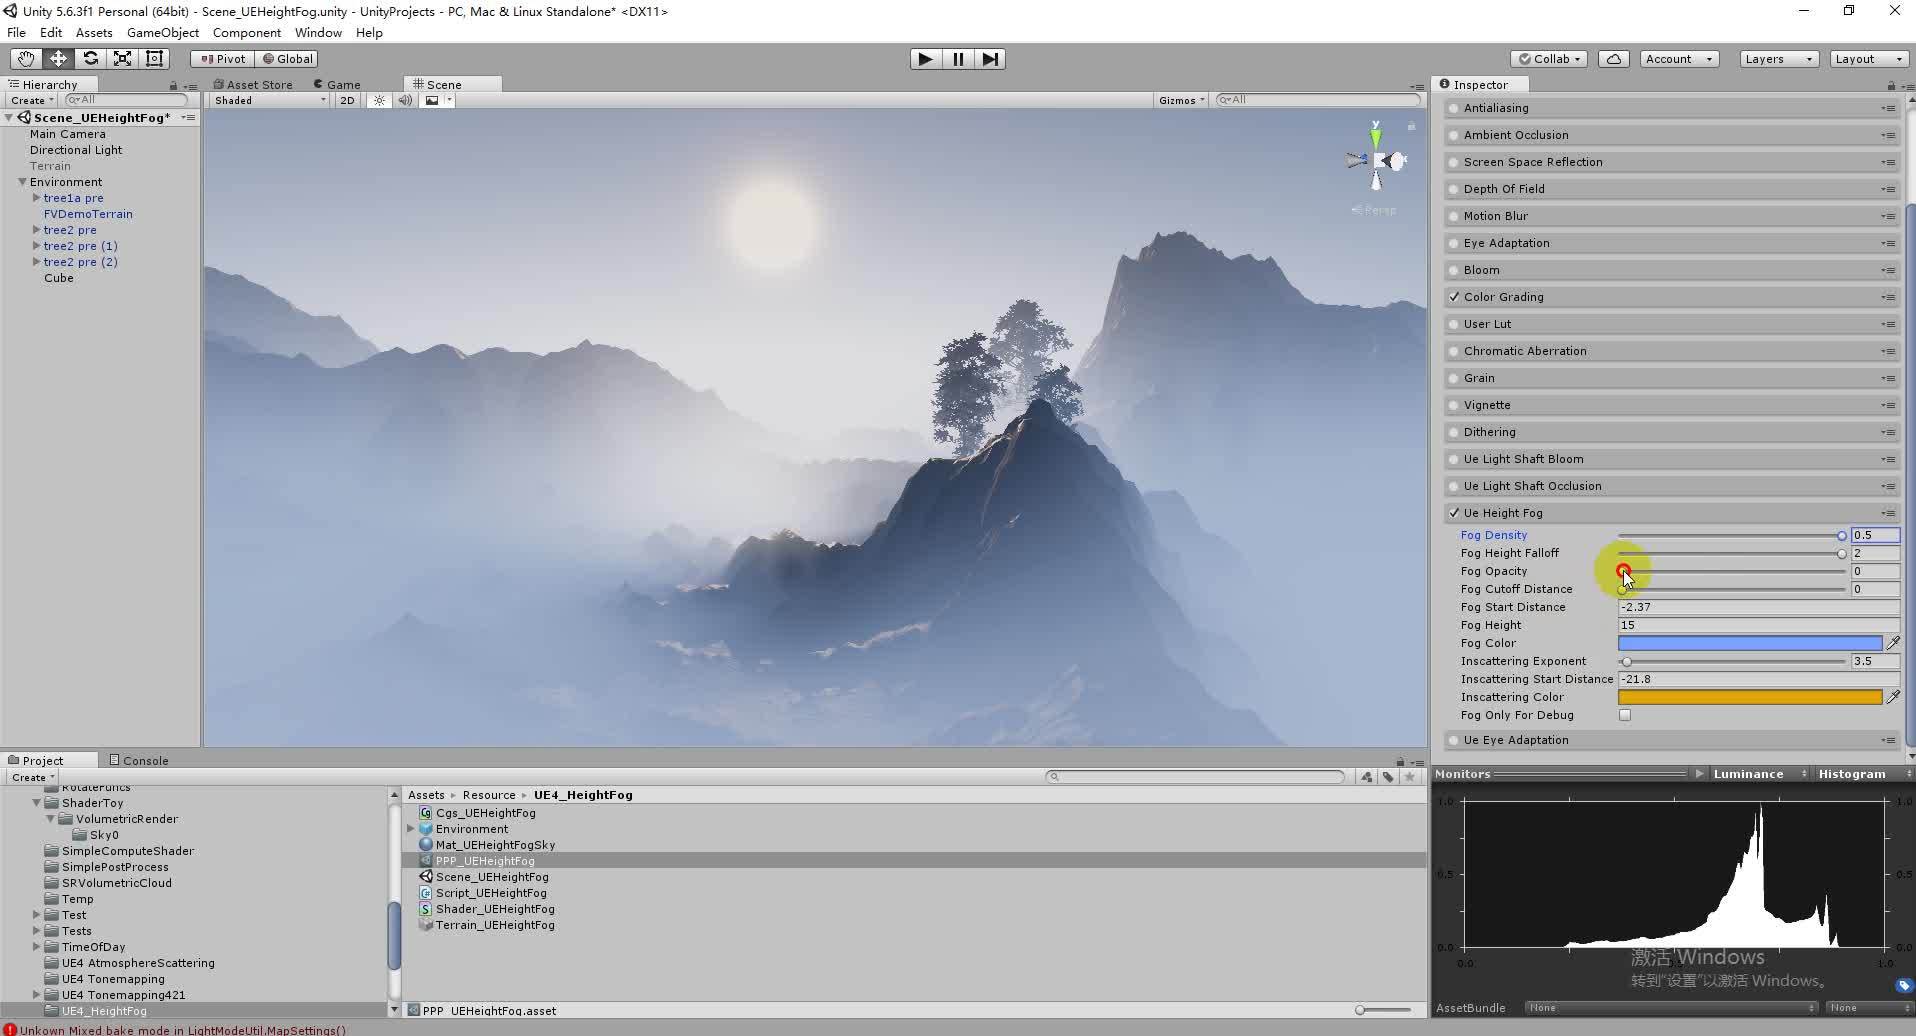 Unity 5.6.3f1 Personal (64bit) - Scene_UEHeightFog.unity - UnityProjects - PC, Mac & Linux Standalone* <DX11>
File Edit Assets GameObject Component Window Help
Pivot Global Collab Account Layers Layout
Hierarchy Asset Store Game Scene Inspector
Create All Shaded 2D Gizmos All
Scene_UEHeightFog*
Main Camera
Directional Light
Terrain
Environment
tree1a pre
FVDemoTerrain
tree2 pre
tree2 pre (1)
tree2 pre (2)
Cube
y
x
Persp
Antialiasing
Ambient Occlusion
Screen Space Reflection
Depth Of Field
Motion Blur
Eye Adaptation
Bloom
Color Grading
User Lut
Chromatic Aberration
Grain
Vignette
Dithering
Ue Light Shaft Bloom
Ue Light Shaft Occlusion
Ue Height Fog
Fog Density 0.5
Fog Height Falloff 2
Fog Opacity 0
Fog Cutoff Distance 0
Fog Start Distance -2.37
Fog Height 15
Fog Color
Inscattering Exponent 3.5
Inscattering Start Distance -21.8
Inscattering Color
Fog Only For Debug
Ue Eye Adaptation
Project Console
Create
RotateFuncs
ShaderToy
VolumetricRender
Sky0
SimpleComputeShader
SimplePostProcess
SRVolumetricCloud
Temp
Test
Tests
TimeOfDay
UE4 AtmosphereScattering
UE4 Tonemapping
UE4 Tonemapping421
UE4_HeightFog
Assets Resource UE4_HeightFog
Cgs_UEHeightFog
Environment
Mat_UEHeightFogSky
PPP_UEHeightFog
Scene_UEHeightFog
Script_UEHeightFog
Shader_UEHeightFog
Terrain_UEHeightFog
PPP_UEHeightFog.asset
Monitors Luminance Histogram
1.0 1.0
0.5 0.5
0.0 0.0
0.0 1.0
激活 Windows
转到"设置"以激活 Windows。
AssetBundle None None
Unkown Mixed bake mode in LightModeUtil.MapSettings()